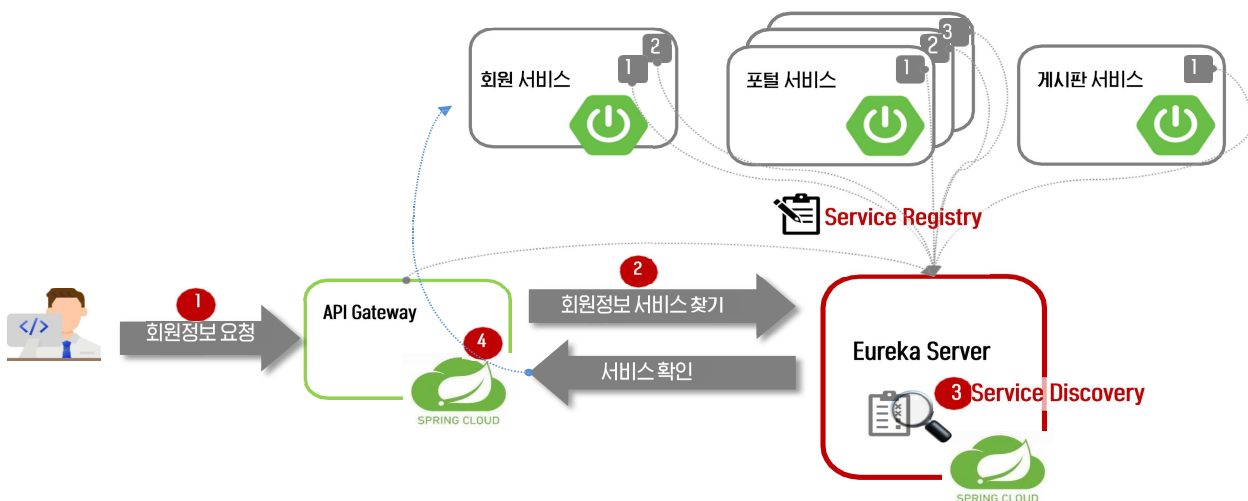 회원 서비스
1
2
포털 서비스
1
2
3
게시판 서비스
1
Service Registry
1
회원정보 요청
</>
API Gateway
2
회원정보 서비스 찾기
4
서비스 확인
SPRING CLOUD
Eureka Server
3 Service Discovery
SPRING CLOUD